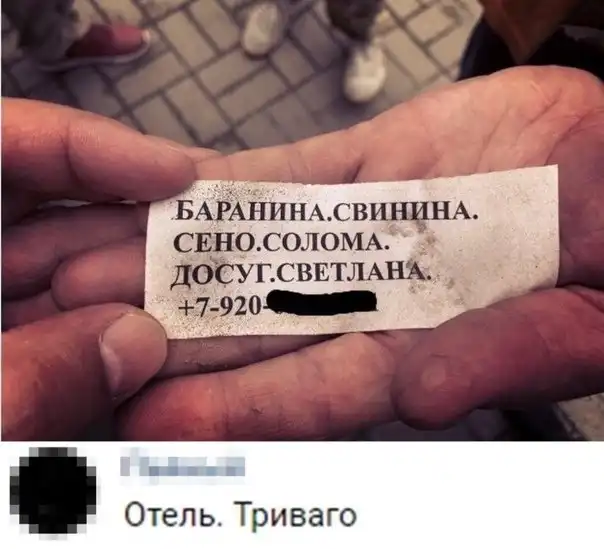 БАРАНИНА.СВИНИНА.
СЕНО.СОЛОМА.
ДОСУГ.СВЕТЛАНА.
+7-920-
Отель. Триваго